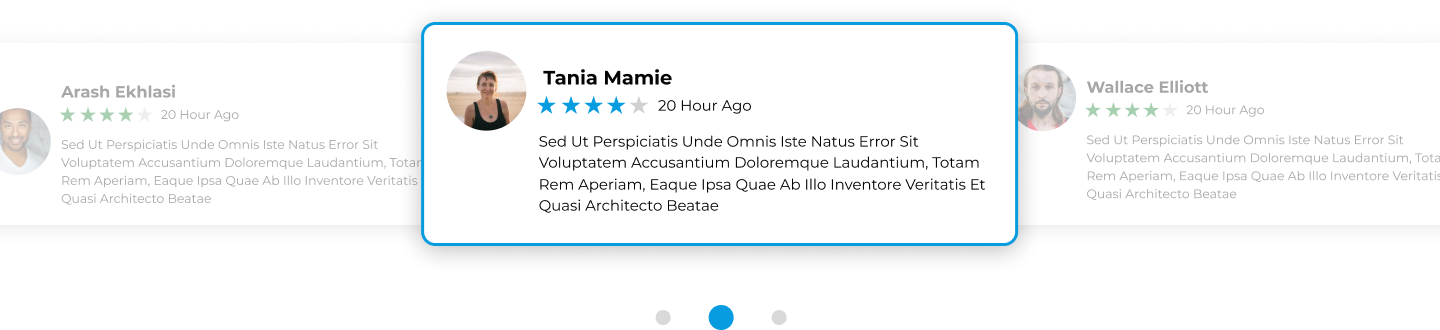 Arash Ekhlasi
20 Hour Ago
Sed Ut Perspiciatis Unde Omnis Iste Natus Error Sit
Voluptatem Accusantium Doloremque Laudantium, Totam
Rem Aperiam, Eaque Ipsa Quae Ab Illo Inventore Veritatis
Quasi Architecto Beatae
Tania Mamie
20 Hour Ago
Sed Ut Perspiciatis Unde Omnis Iste Natus Error Sit
Voluptatem Accusantium Doloremque Laudantium, Totam
Rem Aperiam, Eaque Ipsa Quae Ab Illo Inventore Veritatis Et
Quasi Architecto Beatae
Wallace Elliott
20 Hour Ago
Sed Ut Perspiciatis Unde Omnis Iste Natus Error Sit
Voluptatem Accusantium Doloremque Laudantium,
Rem Aperiam, Eaque Ipsa Quae Ab Illo Inventore Veritatis
Quasi Architecto Beatae